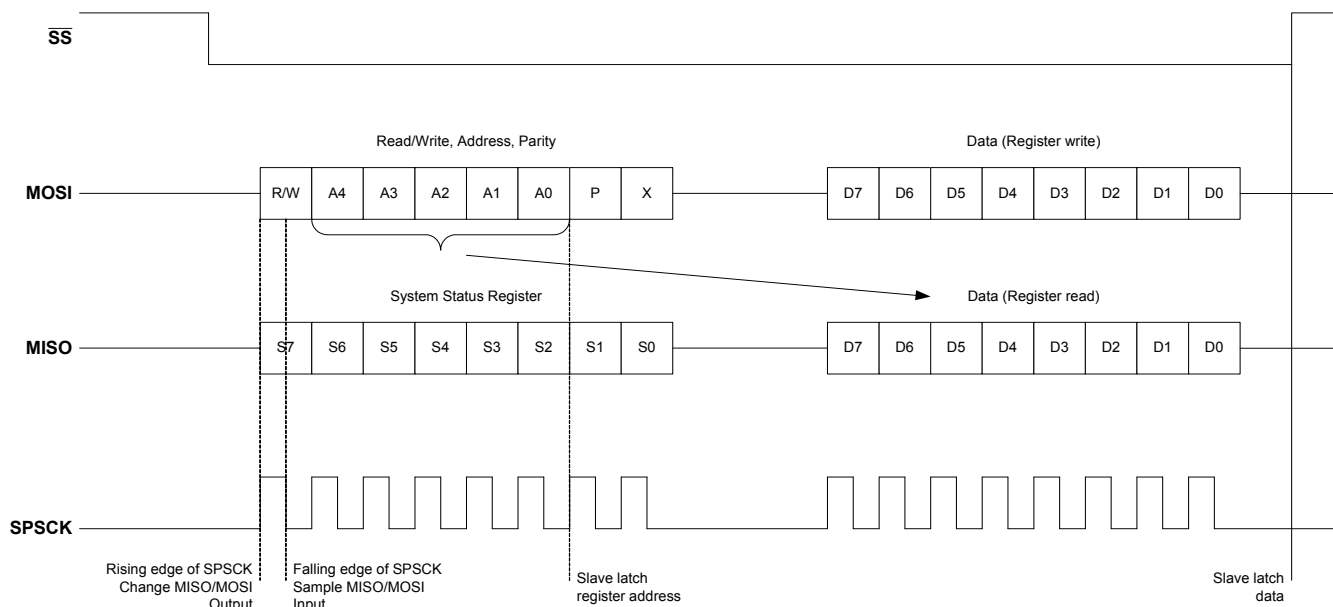 SS
Read/Write, Address, Parity
Data (Register write)
MOSI
R/W A4 A3 A2 A1 A0 P X
D7 D6 D5 D4 D3 D2 D1 D0
System Status Register
Data (Register read)
MISO
S7 S6 S5 S4 S3 S2 S1 S0
D7 D6 D5 D4 D3 D2 D1 D0
SPSCK
Rising edge of SPSCK
Change MISO/MOSI
Output
Falling edge of SPSCK
Sample MISO/MOSI
Input
Slave latch
register address
Slave latch
data